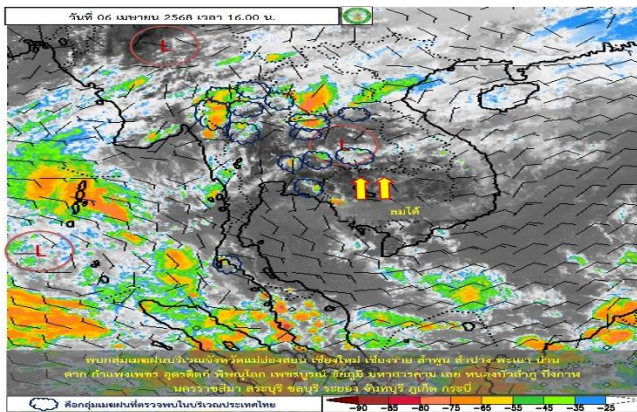 วันที่ 06 เมษายน 2568 เวลา 16.00 น.
L
L
L
ลมใต้
พบกลุ่มเมฆฝนบริเวณจังหวัดแม่ฮ่องสอน เชียงใหม่ เชียงราย ลำพูน ลำปาง พะเยา น่าน
ตาก กำแพงเพชร อุตรดิตถ์ พิษณุโลก เพชรบูรณ์ ชัยภูมิ มหาสารคาม เลย หนองบัวลำภู บึงกาฬ
นครราชสีมา สระบุรี ชลบุรี ระยอง จันทบุรี ภูเก็ต กระบี่
คือกลุ่มเมฆฝนที่ตรวจพบในบริเวณประเทศไทย
-90 -80 -75 -65 -55 -45 -35 -25